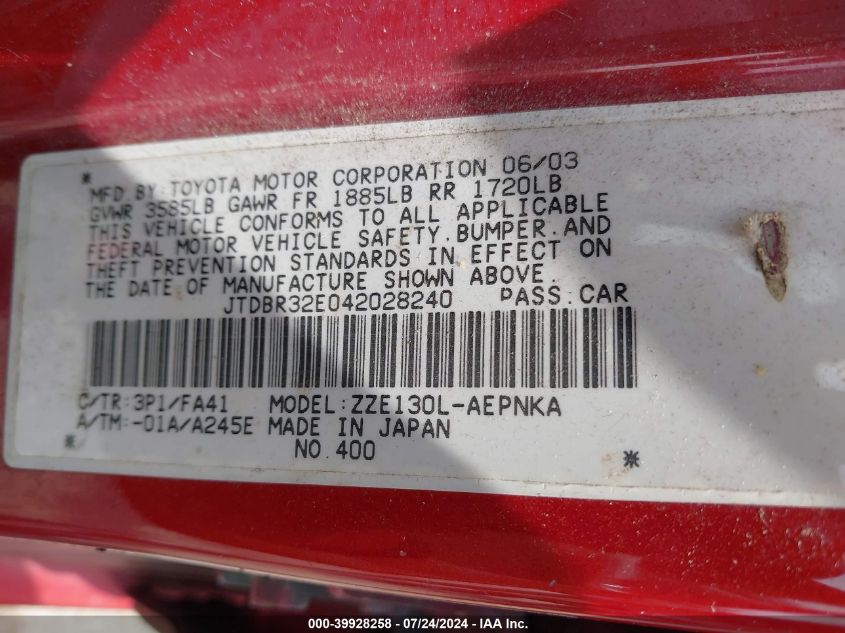 * MFD BY: TOYOTA MOTOR CORPORATION 06/03
GVWR 3585LB GAWR FR 1885LB RR 1720LB
THIS VEHICLE CONFORMS TO ALL APPLICABLE
FEDERAL MOTOR VEHICLE SAFETY, BUMPER, AND
THEFT PREVENTION STANDARDS IN EFFECT ON
THE DATE OF MANUFACTURE SHOWN ABOVE.
JTDBR32E042028240 PASS. CAR
C/TR:3P1/FA41 MODEL:ZZE130L-AEPNKA
A/TM:-01A/A245E MADE IN JAPAN
* NO.400 *
000-39928258 - 07/24/2024 - IAEHQ - IMS.